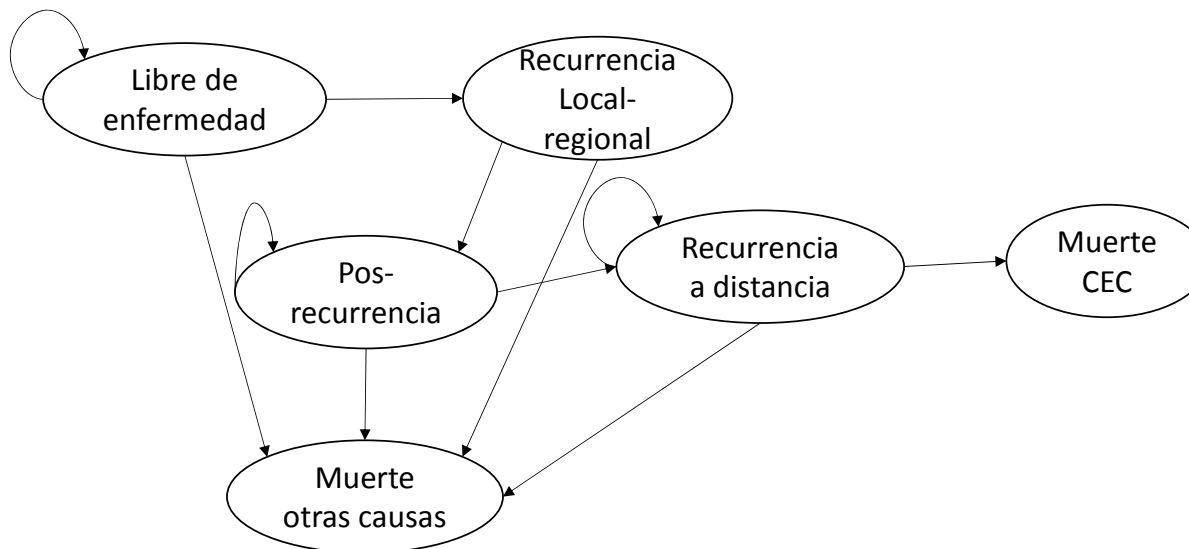 Libre de
enfermedad
Recurrencia
Local-
regional
Pos-
recurrencia
Recurrencia
a distancia
Muerte
CEC
Muerte
otras causas